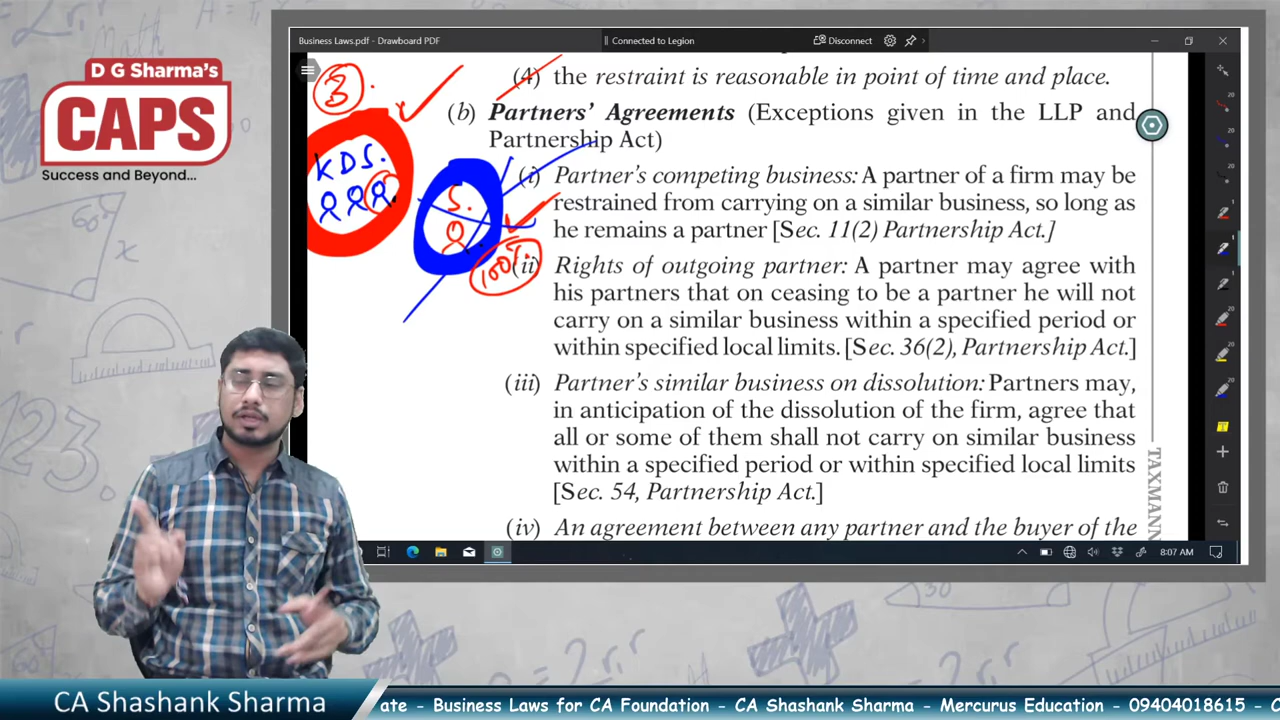 D G Sharma's
CAPS
Success and Beyond...
Business Laws.pdf - Drawboard PDF
Connected to Legion
Disconnect
(4) the restraint is reasonable in point of time and place.
(b) Partners' Agreements (Exceptions given in the LLP and
Partnership Act)
(i) Partner's competing business: A partner of a firm may be
restrained from carrying on a similar business, so long as
he remains a partner [Sec. 11(2) Partnership Act.]
(ii) Rights of outgoing partner: A partner may agree with
his partners that on ceasing to be a partner he will not
carry on a similar business within a specified period or
within specified local limits. [Sec. 36(2), Partnership Act.]
(iii) Partner's similar business on dissolution: Partners may,
in anticipation of the dissolution of the firm, agree that
all or some of them shall not carry on similar business
within a specified period or within specified local limits
[Sec. 54, Partnership Act.]
(iv) An agreement between any partner and the buyer of the
K D S.
S.
100%
TAXMANN
20
20
20
20
20
20
8:07 AM
CA Shashank Sharma
ate - Business Laws for CA Foundation - CA Shashank Sharma - Mercurus Education - 09404018615 - C